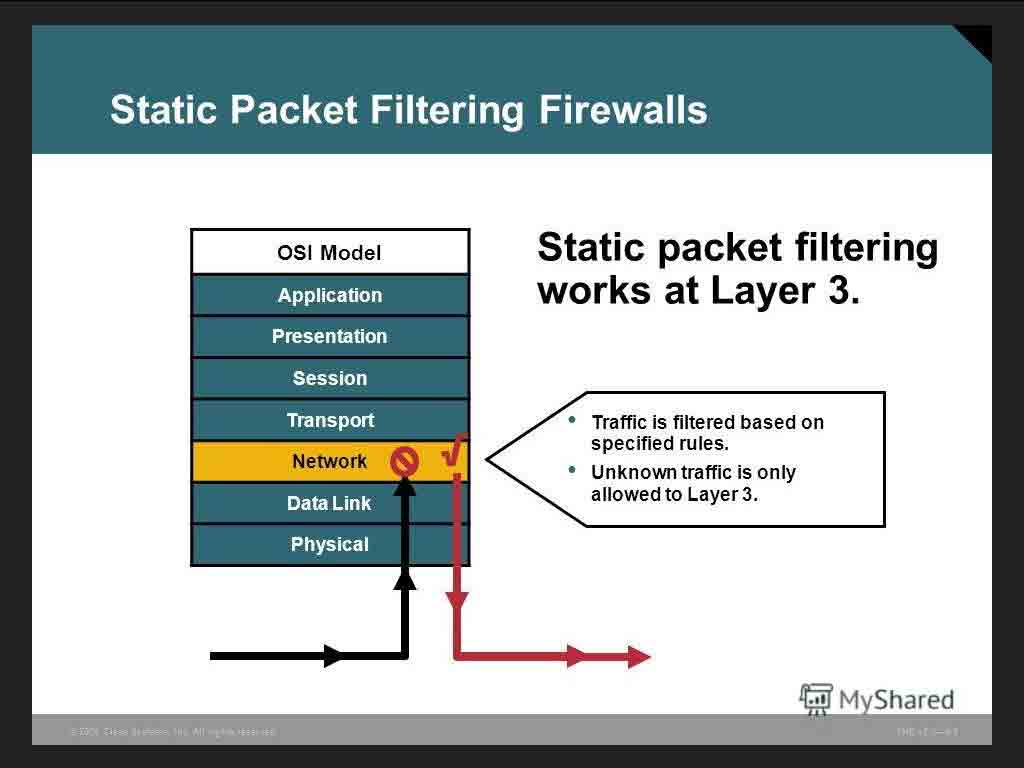 Static Packet Filtering Firewalls
OSI Model
Application
Presentation
Session
Transport
Network
Data Link
Physical
Static packet filtering
works at Layer 3.
• Traffic is filtered based on
specified rules.
• Unknown traffic is only
allowed to Layer 3.
MyShared
Cisco Systems, Inc. All rights reserved.